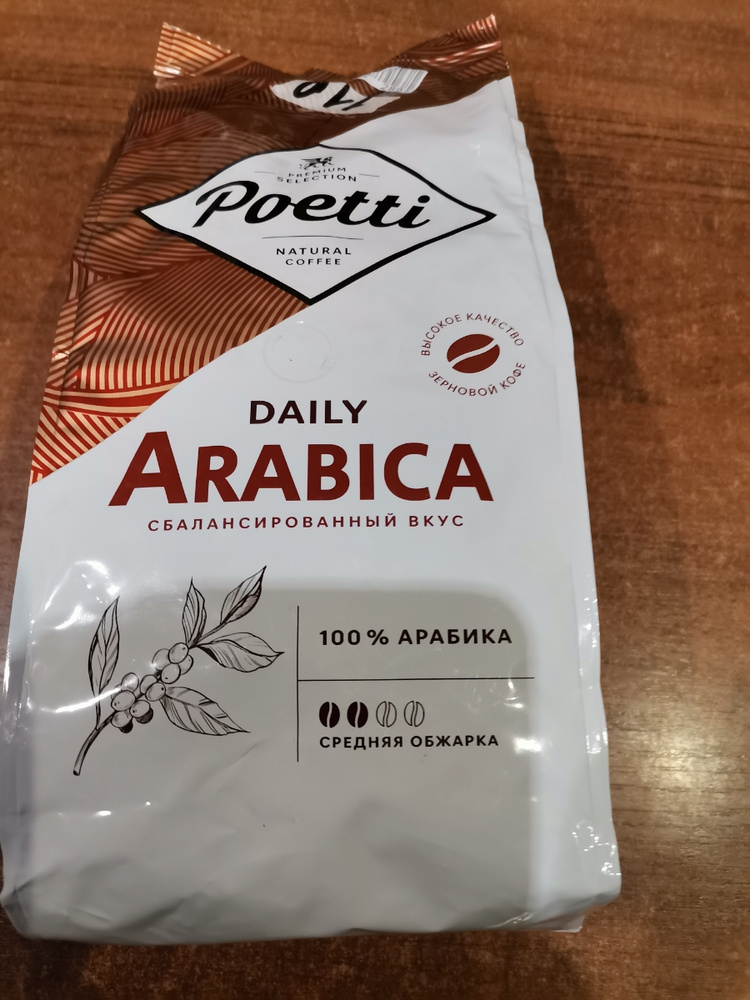 PREMIUM
SELECTION
Poetti
NATURAL
COFFEE
ВЫСОКОЕ КАЧЕСТВО
ЗЕРНОВОЙ КОФЕ
DAILY
ARABICA
СБАЛАНСИРОВАННЫЙ ВКУС
100 % АРАБИКА
СРЕДНЯЯ ОБЖАРКА